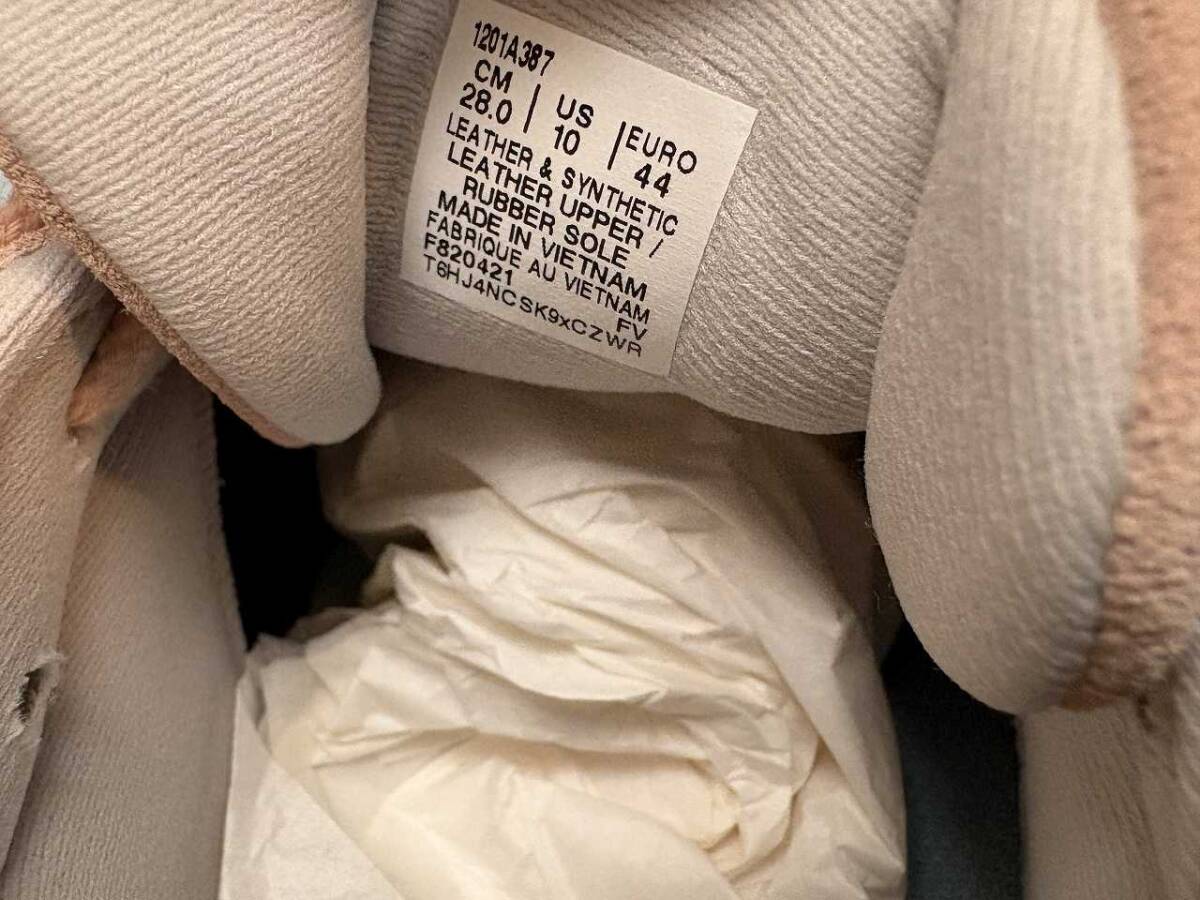 1201A387
CM | US | EURO
28.0 | 10 | 44
LEATHER & SYNTHETIC
LEATHER UPPER /
RUBBER SOLE
MADE IN VIETNAM
FABRIQUE AU VIETNAM
F820421 FV
T6HJ4NCSK9xCZWR